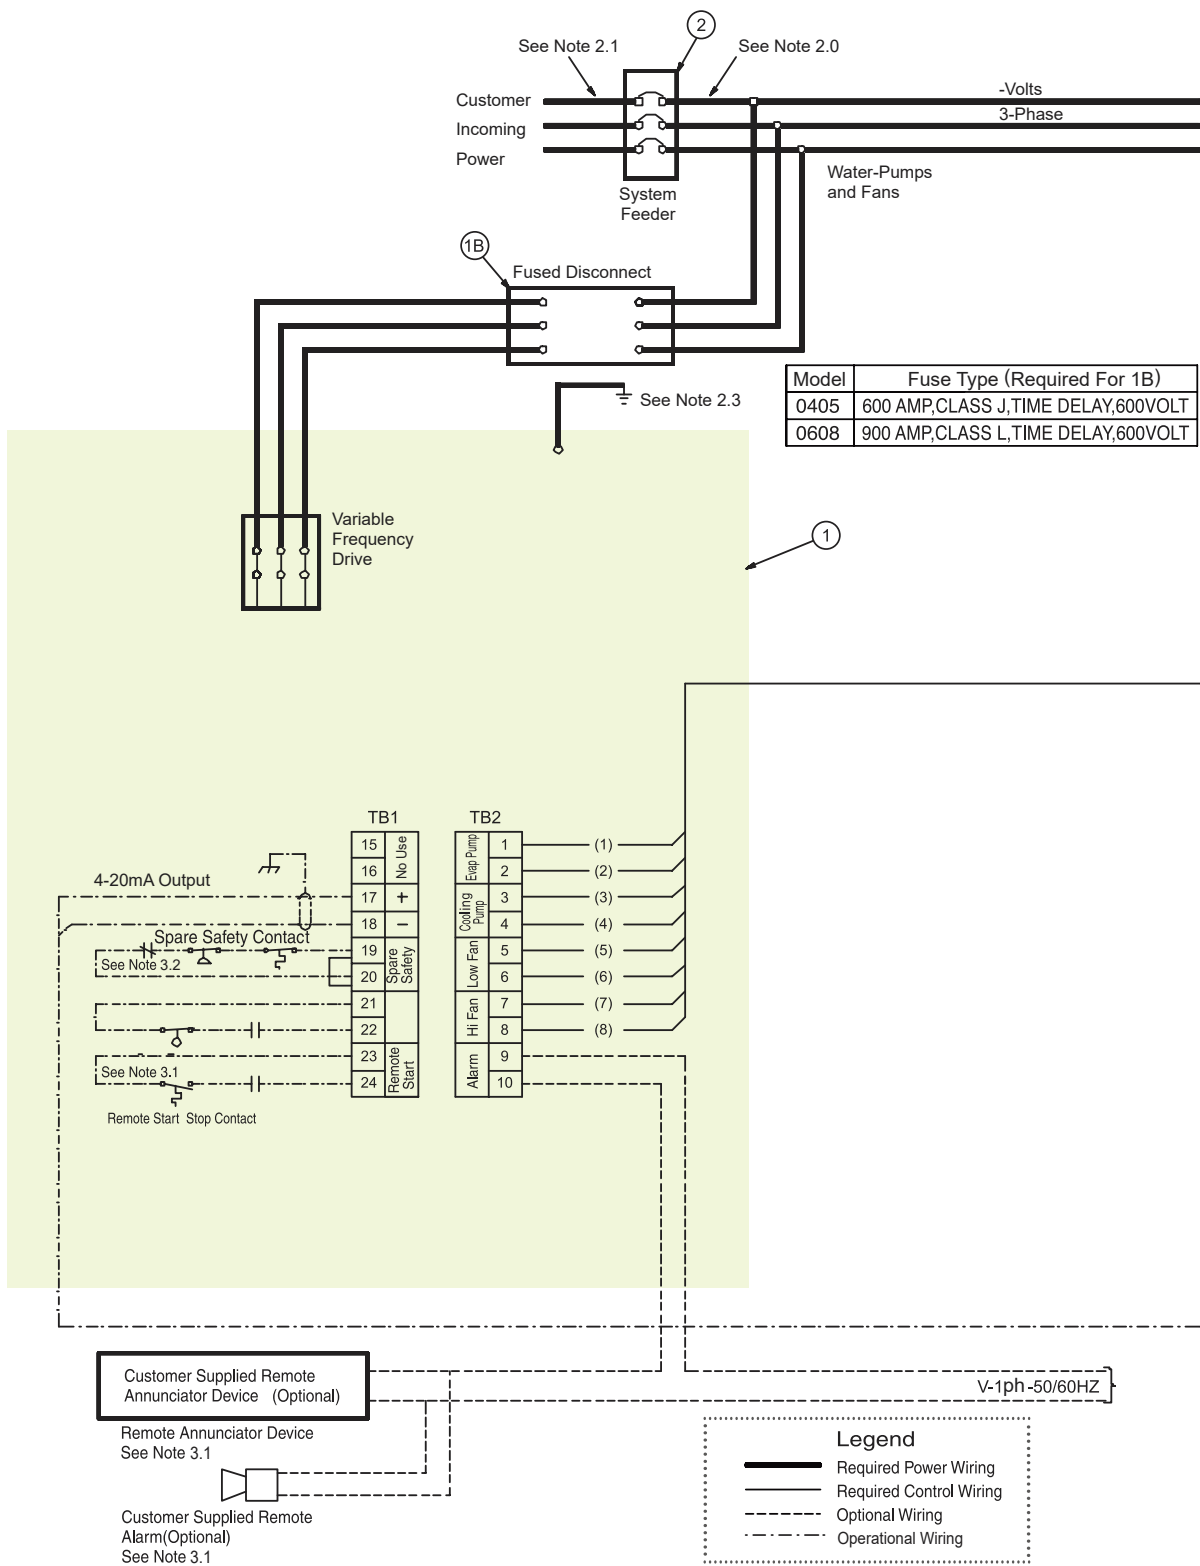 2
See Note 2.1
See Note 2.0
Customer
Incoming
Power
-Volts
3-Phase
Water-Pumps
and Fans
System
Feeder
1B
Fused Disconnect
See Note 2.3
Model Fuse Type (Required For 1B)
0405 600 AMP,CLASS J,TIME DELAY,600VOLT
0608 900 AMP,CLASS L,TIME DELAY,600VOLT
Variable
Frequency
Drive
1
TB1
15
16
No Use
17 +
18 −
19
20
Spare
Safety
21
22
23
24
Remote
Start
4-20mA Output
Spare Safety Contact
See Note 3.2
See Note 3.1
Remote Start Stop Contact
TB2
Evap Pump
1 (1)
2 (2)
Cooling
Pump
3 (3)
4 (4)
Low Fan
5 (5)
6 (6)
Hi Fan
7 (7)
8 (8)
Alarm
9
10
Customer Supplied Remote
Annunciator Device (Optional)
Remote Annunciator Device
See Note 3.1
Customer Supplied Remote
Alarm(Optional)
See Note 3.1
V-1ph -50/60HZ
Legend
Required Power Wiring
Required Control Wiring
Optional Wiring
Operational Wiring